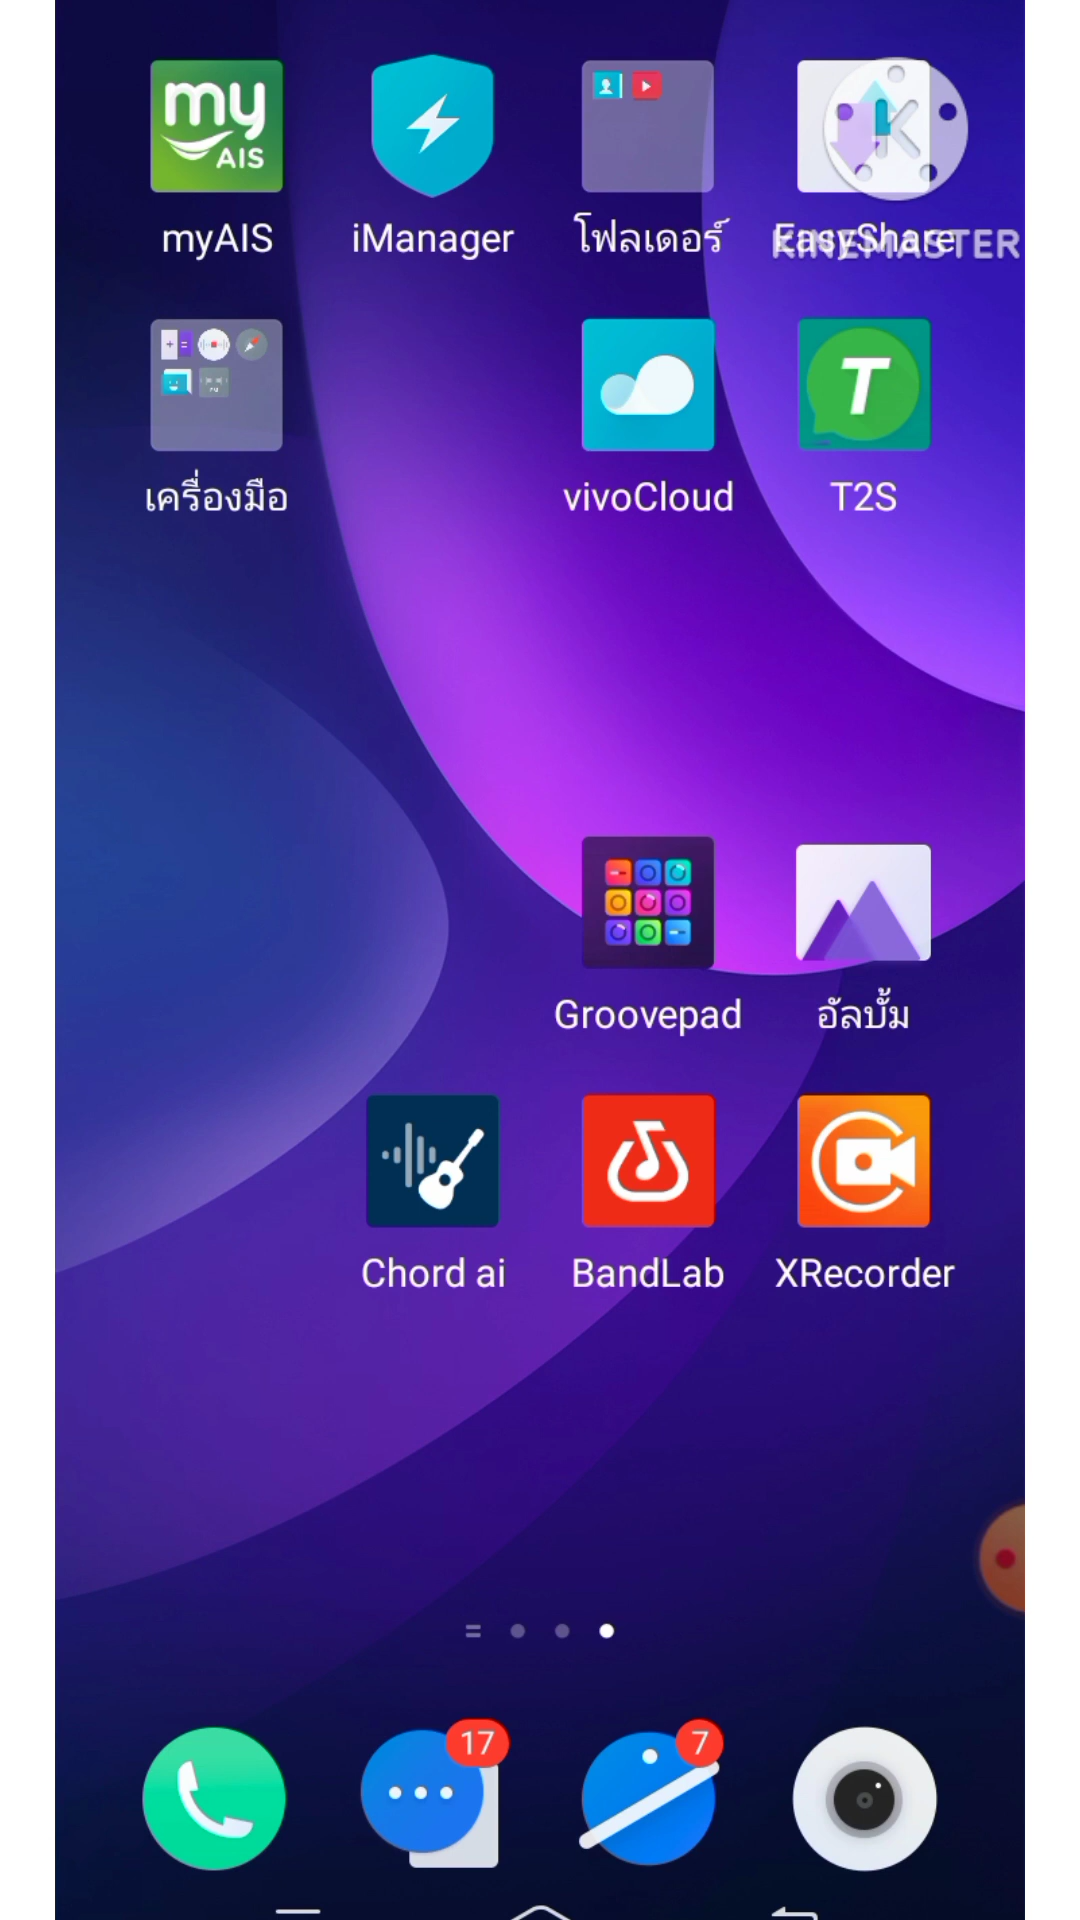 my
AIS
K
myAIS
iManager
โฟลเดอร์
EasyShare
KINEMASTER
T
เครื่องมือ
vivoCloud
T2S
Groovepad
อัลบั้ม
Chord ai
BandLab
XRecorder
17
7